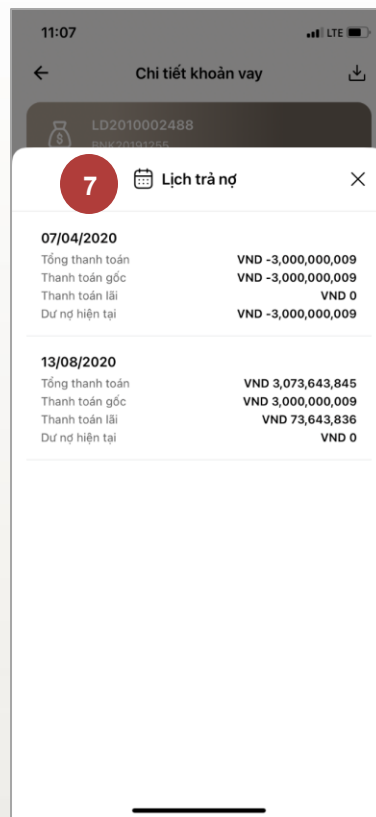 11:07 LTE
Chi tiết khoản vay
LD2010002488
BNK20191255
7 Lịch trả nợ
07/04/2020
Tổng thanh toán VND -3,000,000,009
Thanh toán gốc VND -3,000,000,009
Thanh toán lãi VND 0
Dư nợ hiện tại VND -3,000,000,009
13/08/2020
Tổng thanh toán VND 3,073,643,845
Thanh toán gốc VND 3,000,000,009
Thanh toán lãi VND 73,643,836
Dư nợ hiện tại VND 0